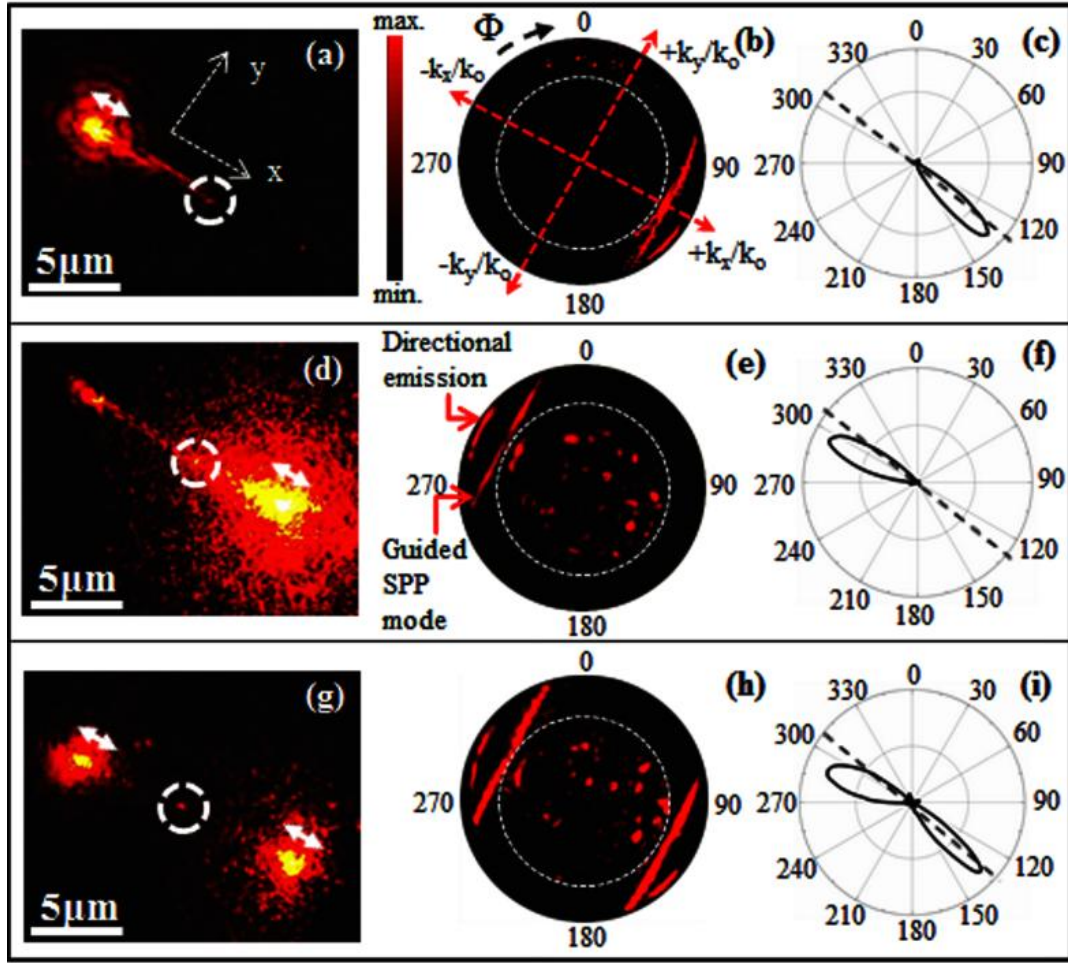 (a)
y
x
5µm
max.
min.
Φ
0
(b)
+ky/ko
-kx/ko
270
90
-ky/ko
+kx/ko
180
(c)
0
330
30
300
60
270
90
240
120
210
150
180
(d)
5µm
Directional
emission
0
(e)
270
90
Guided
SPP
mode
180
(f)
0
330
30
300
60
270
90
240
120
210
150
180
(g)
5µm
0
(h)
270
90
180
(i)
0
330
30
300
60
270
90
240
120
210
150
180